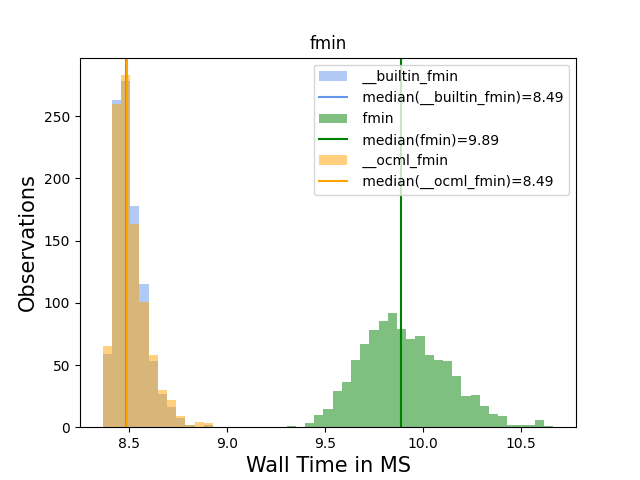 fmin
__builtin_fmin
median(__builtin_fmin)=8.49
fmin
median(fmin)=9.89
__ocml_fmin
median(__ocml_fmin)=8.49
Observations
250
200
150
100
50
0
8.5 9.0 9.5 10.0 10.5
Wall Time in MS